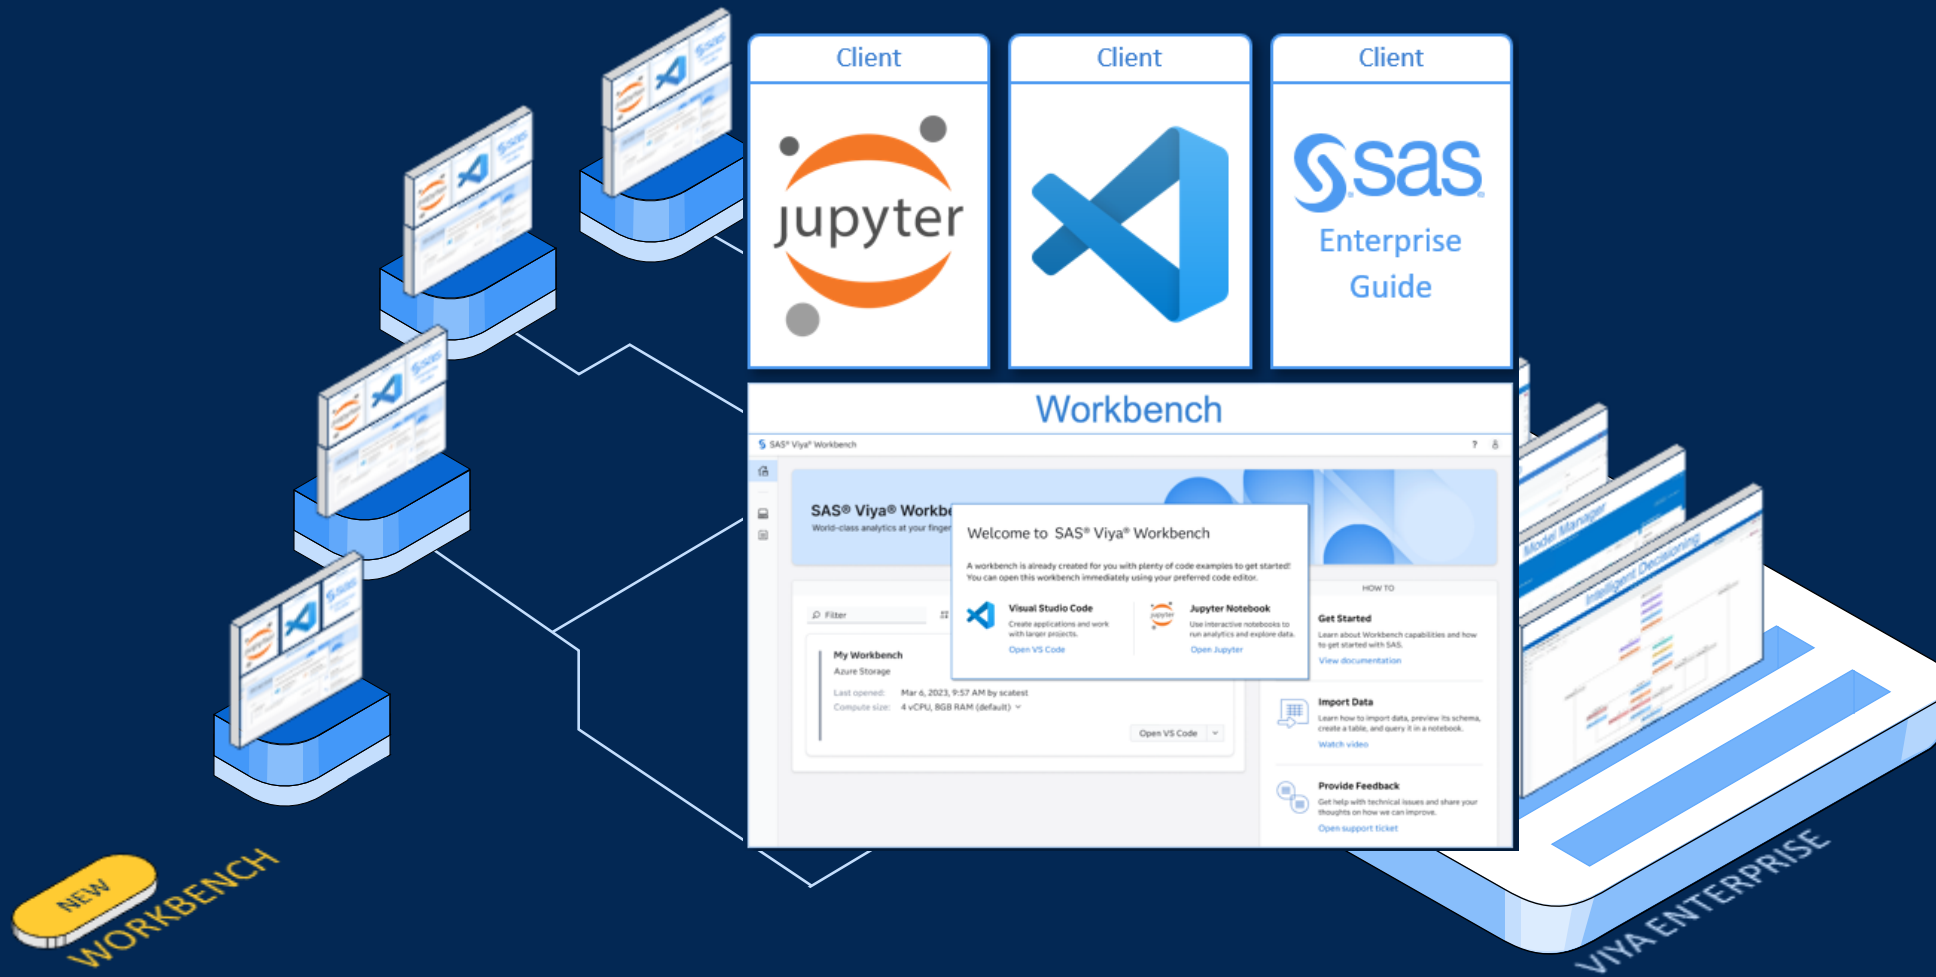 Client
Client
Client
jupyter
sas
Enterprise
Guide
Workbench
SAS® Viya® Workbench
?
SAS® Viya® Workbe
World-class analytics at your finger
Welcome to SAS® Viya® Workbench
A workbench is already created for you with plenty of code examples to get started!
You can open this workbench immediately using your preferred code editor.
Visual Studio Code
Create applications and work
with larger projects.
Open VS Code
Jupyter Notebook
Use interactive notebooks to
run analytics and explore data.
Open Jupyter
Filter
My Workbench
Azure Storage
Last opened: Mar 6, 2023, 9:57 AM by scatest
Compute size: 4 vCPU, 8GB RAM (default)
Open VS Code
HOW TO
Get Started
Learn about Workbench capabilities and how
to get started with SAS.
View documentation
Import Data
Learn how to import data, preview its schema,
create a table, and query it in a notebook.
Watch video
Provide Feedback
Get help with technical issues and share your
thoughts on how we can improve.
Open support ticket
Model Manager
Intelligent Decisioning
NEW
WORKBENCH
VIYA ENTERPRISE